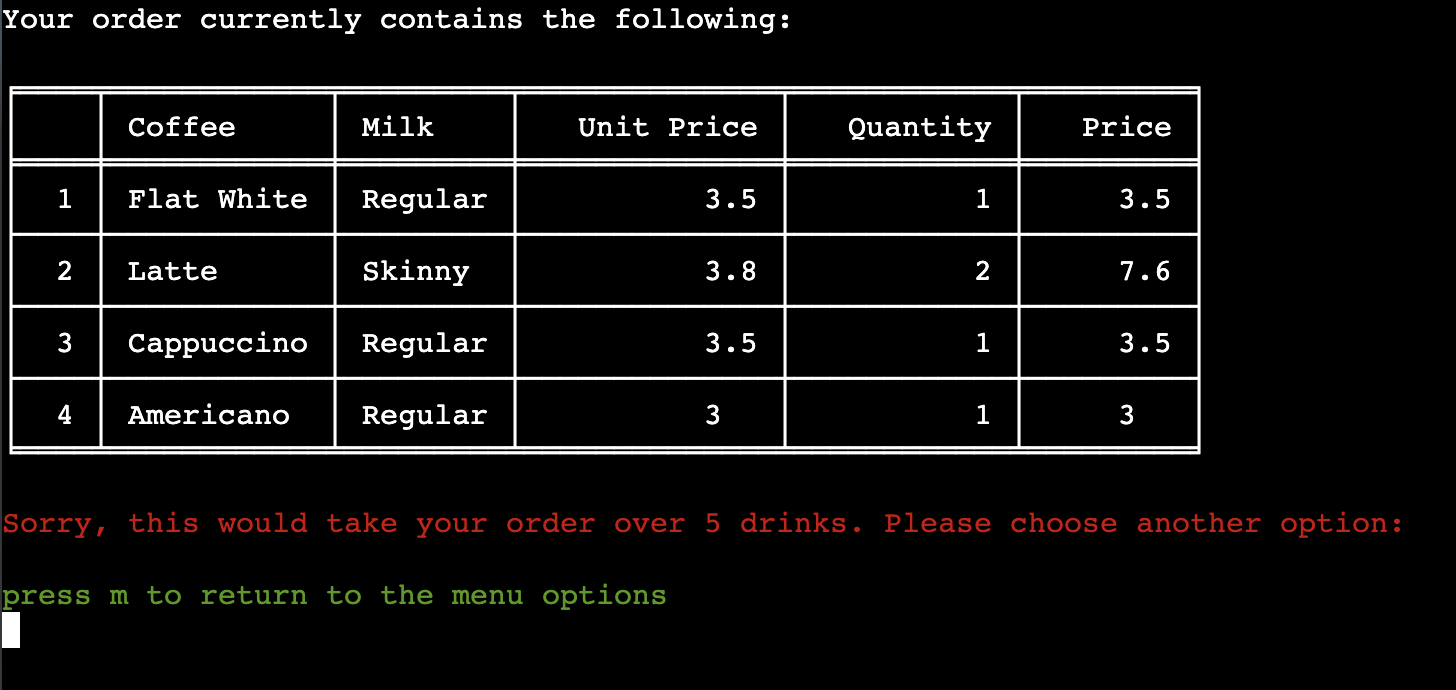 Your order currently contains the following:
Coffee Milk Unit Price Quantity Price
1 Flat White Regular 3.5 1 3.5
2 Latte Skinny 3.8 2 7.6
3 Cappuccino Regular 3.5 1 3.5
4 Americano Regular 3 1 3
Sorry, this would take your order over 5 drinks. Please choose another option:
press m to return to the menu options